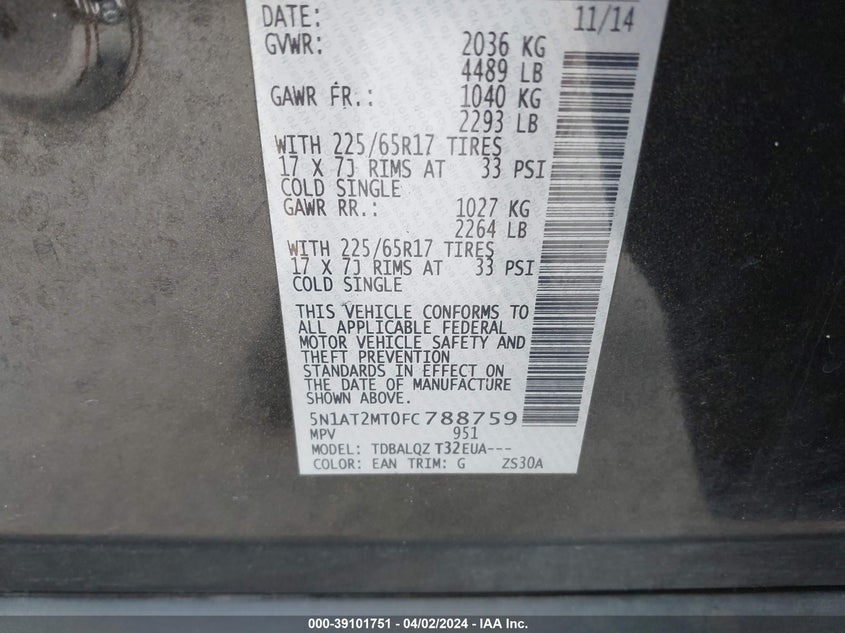 DATE: 11/14
GVWR: 2036 KG
4489 LB
GAWR FR.: 1040 KG
2293 LB
WITH 225/65R17 TIRES
17 X 7J RIMS AT 33 PSI
COLD SINGLE
GAWR RR.: 1027 KG
2264 LB
WITH 225/65R17 TIRES
17 X 7J RIMS AT 33 PSI
COLD SINGLE
THIS VEHICLE CONFORMS TO
ALL APPLICABLE FEDERAL
MOTOR VEHICLE SAFETY AND
THEFT PREVENTION
STANDARDS IN EFFECT ON
THE DATE OF MANUFACTURE
SHOWN ABOVE.
5N1AT2MT0FC788759
MPV 951
MODEL: TDBALQZ T32EUA---
COLOR: EAN TRIM: G ZS30A
000-39101751 - 04/02/2024 - IAA Inc.